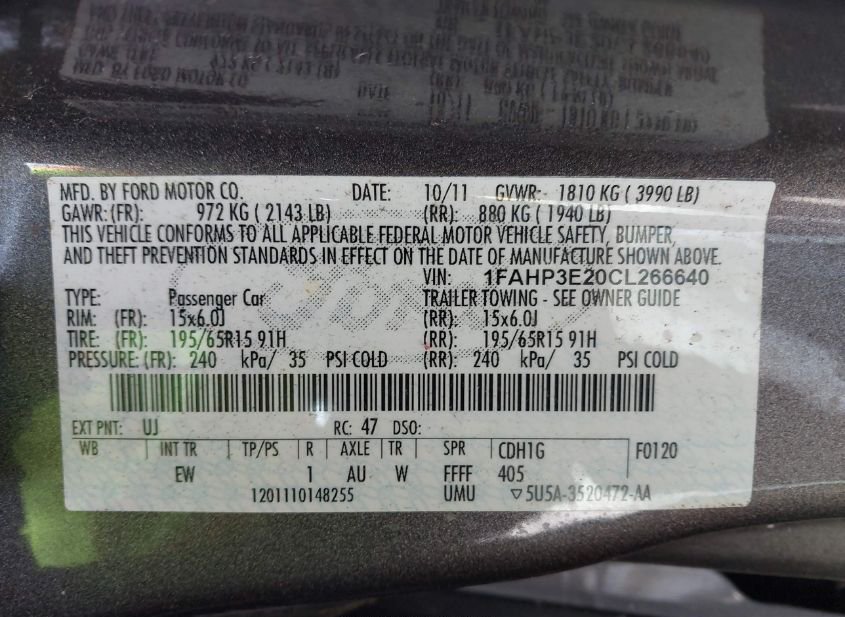 MFD. BY FORD MOTOR CO. DATE: 10/11 GVWR: 1810 KG ( 3990 LB)
GAWR:(FR): 972 KG ( 2143 LB) (RR): 880 KG ( 1940 LB)
THIS VEHICLE CONFORMS TO ALL APPLICABLE FEDERAL MOTOR VEHICLE SAFETY, BUMPER,
AND THEFT PREVENTION STANDARDS IN EFFECT ON THE DATE OF MANUFACTURE SHOWN ABOVE.
VIN: 1FAHP3E20CL266640
TYPE: Passenger Car TRAILER TOWING - SEE OWNER GUIDE
RIM: (FR): 15x6.0J (RR): 15x6.0J
TIRE: (FR): 195/65R15 91H (RR): 195/65R15 91H
PRESSURE: (FR): 240 kPa/ 35 PSI COLD (RR): 240 kPa/ 35 PSI COLD
EXT PNT: UJ RC: 47 DSO:
WB INT TR TP/PS R AXLE TR SPR CDH1G F0120
EW 1 AU W FFFF 405
1201110148255 UMU ▽5U5A-3520472-AA